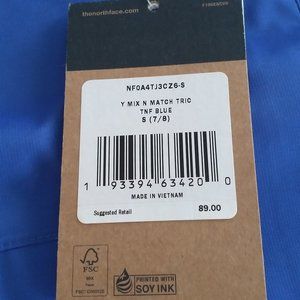 thenorthface.com
NF0A4TJ3CZ6-S
Y MIX N MATCH TRIC
TNF BLUE
S (7/8)
1 93394 63420 0
MADE IN VIETNAM
Suggested Retail 89.00
FSC
MIX
PRINTED WITH
SOY INK